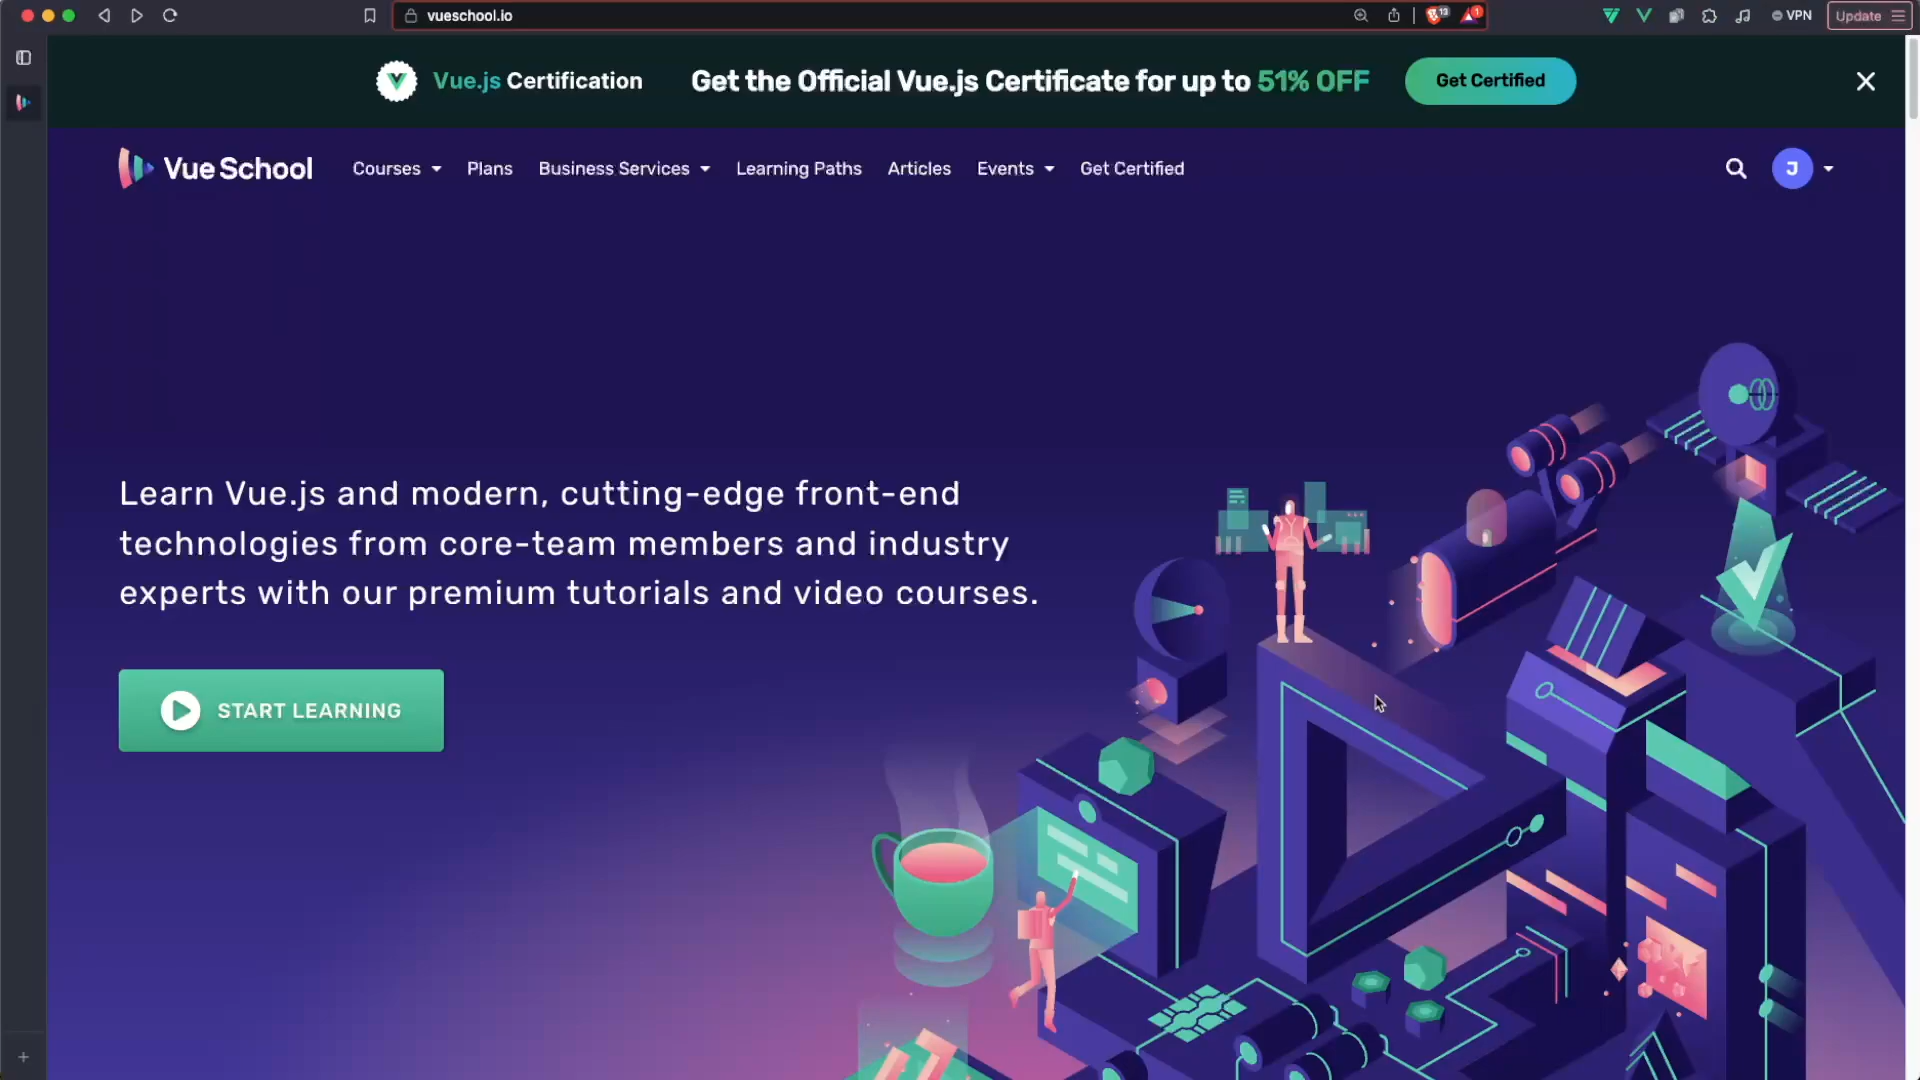 vueschool.io
13
1
VPN
Update
Vue.js Certification
Get the Official Vue.js Certificate for up to 51% OFF
Get Certified
Vue School
Courses
Plans
Business Services
Learning Paths
Articles
Events
Get Certified
J
Learn Vue.js and modern, cutting-edge front-end
technologies from core-team members and industry
experts with our premium tutorials and video courses.
START LEARNING